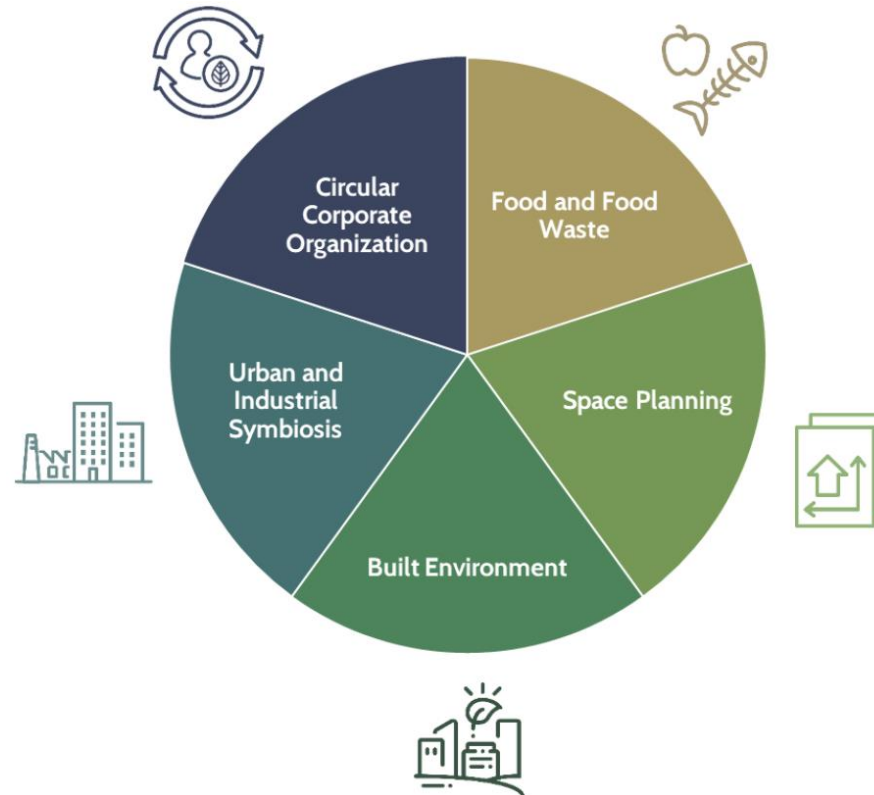 Circular
Corporate
Organization
Food and Food
Waste
Urban and
Industrial
Symbiosis
Space Planning
Built Environment